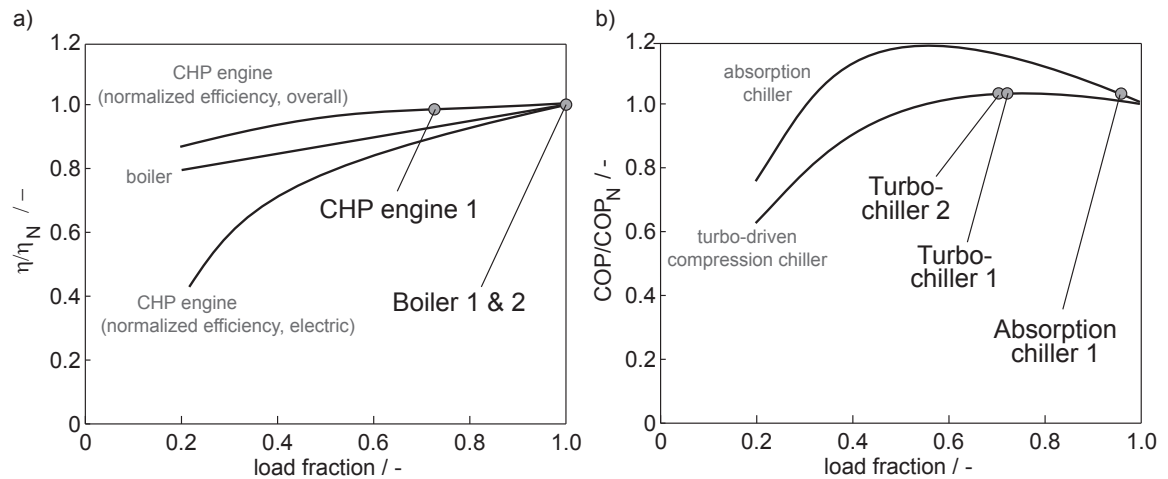 a)
η/η_N / –
1.2
1.0
0.8
0.6
0.4
0.2
0
0
0.2
0.4
0.6
0.8
1.0
load fraction / -
CHP engine
(normalized efficiency, overall)
boiler
CHP engine 1
CHP engine
(normalized efficiency, electric)
Boiler 1 & 2
b)
COP/COP_N / -
1.2
1.0
0.8
0.6
0.4
0.2
0
0
0.2
0.4
0.6
0.8
1.0
load fraction / -
absorption
chiller
Turbo-
chiller 2
turbo-driven
compression chiller
Turbo-
chiller 1
Absorption
chiller 1